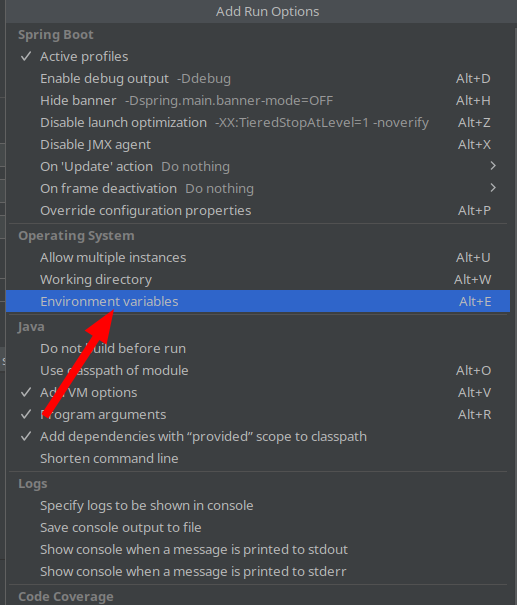 Add Run Options
Spring Boot
✓ Active profiles
Enable debug output -Ddebug Alt+D
Hide banner -Dspring.main.banner-mode=OFF Alt+H
Disable launch optimization -XX:TieredStopAtLevel=1 -noverify Alt+Z
Disable JMX agent Alt+X
On 'Update' action Do nothing >
On frame deactivation Do nothing >
Override configuration properties Alt+P
Operating System
Allow multiple instances Alt+U
Working directory Alt+W
Environment variables Alt+E
Java
Do not build before run
Use classpath of module Alt+O
✓ Add VM options Alt+V
✓ Program arguments Alt+R
✓ Add dependencies with “provided” scope to classpath
Shorten command line
Logs
Specify logs to be shown in console
Save console output to file
Show console when a message is printed to stdout
Show console when a message is printed to stderr
Code Coverage